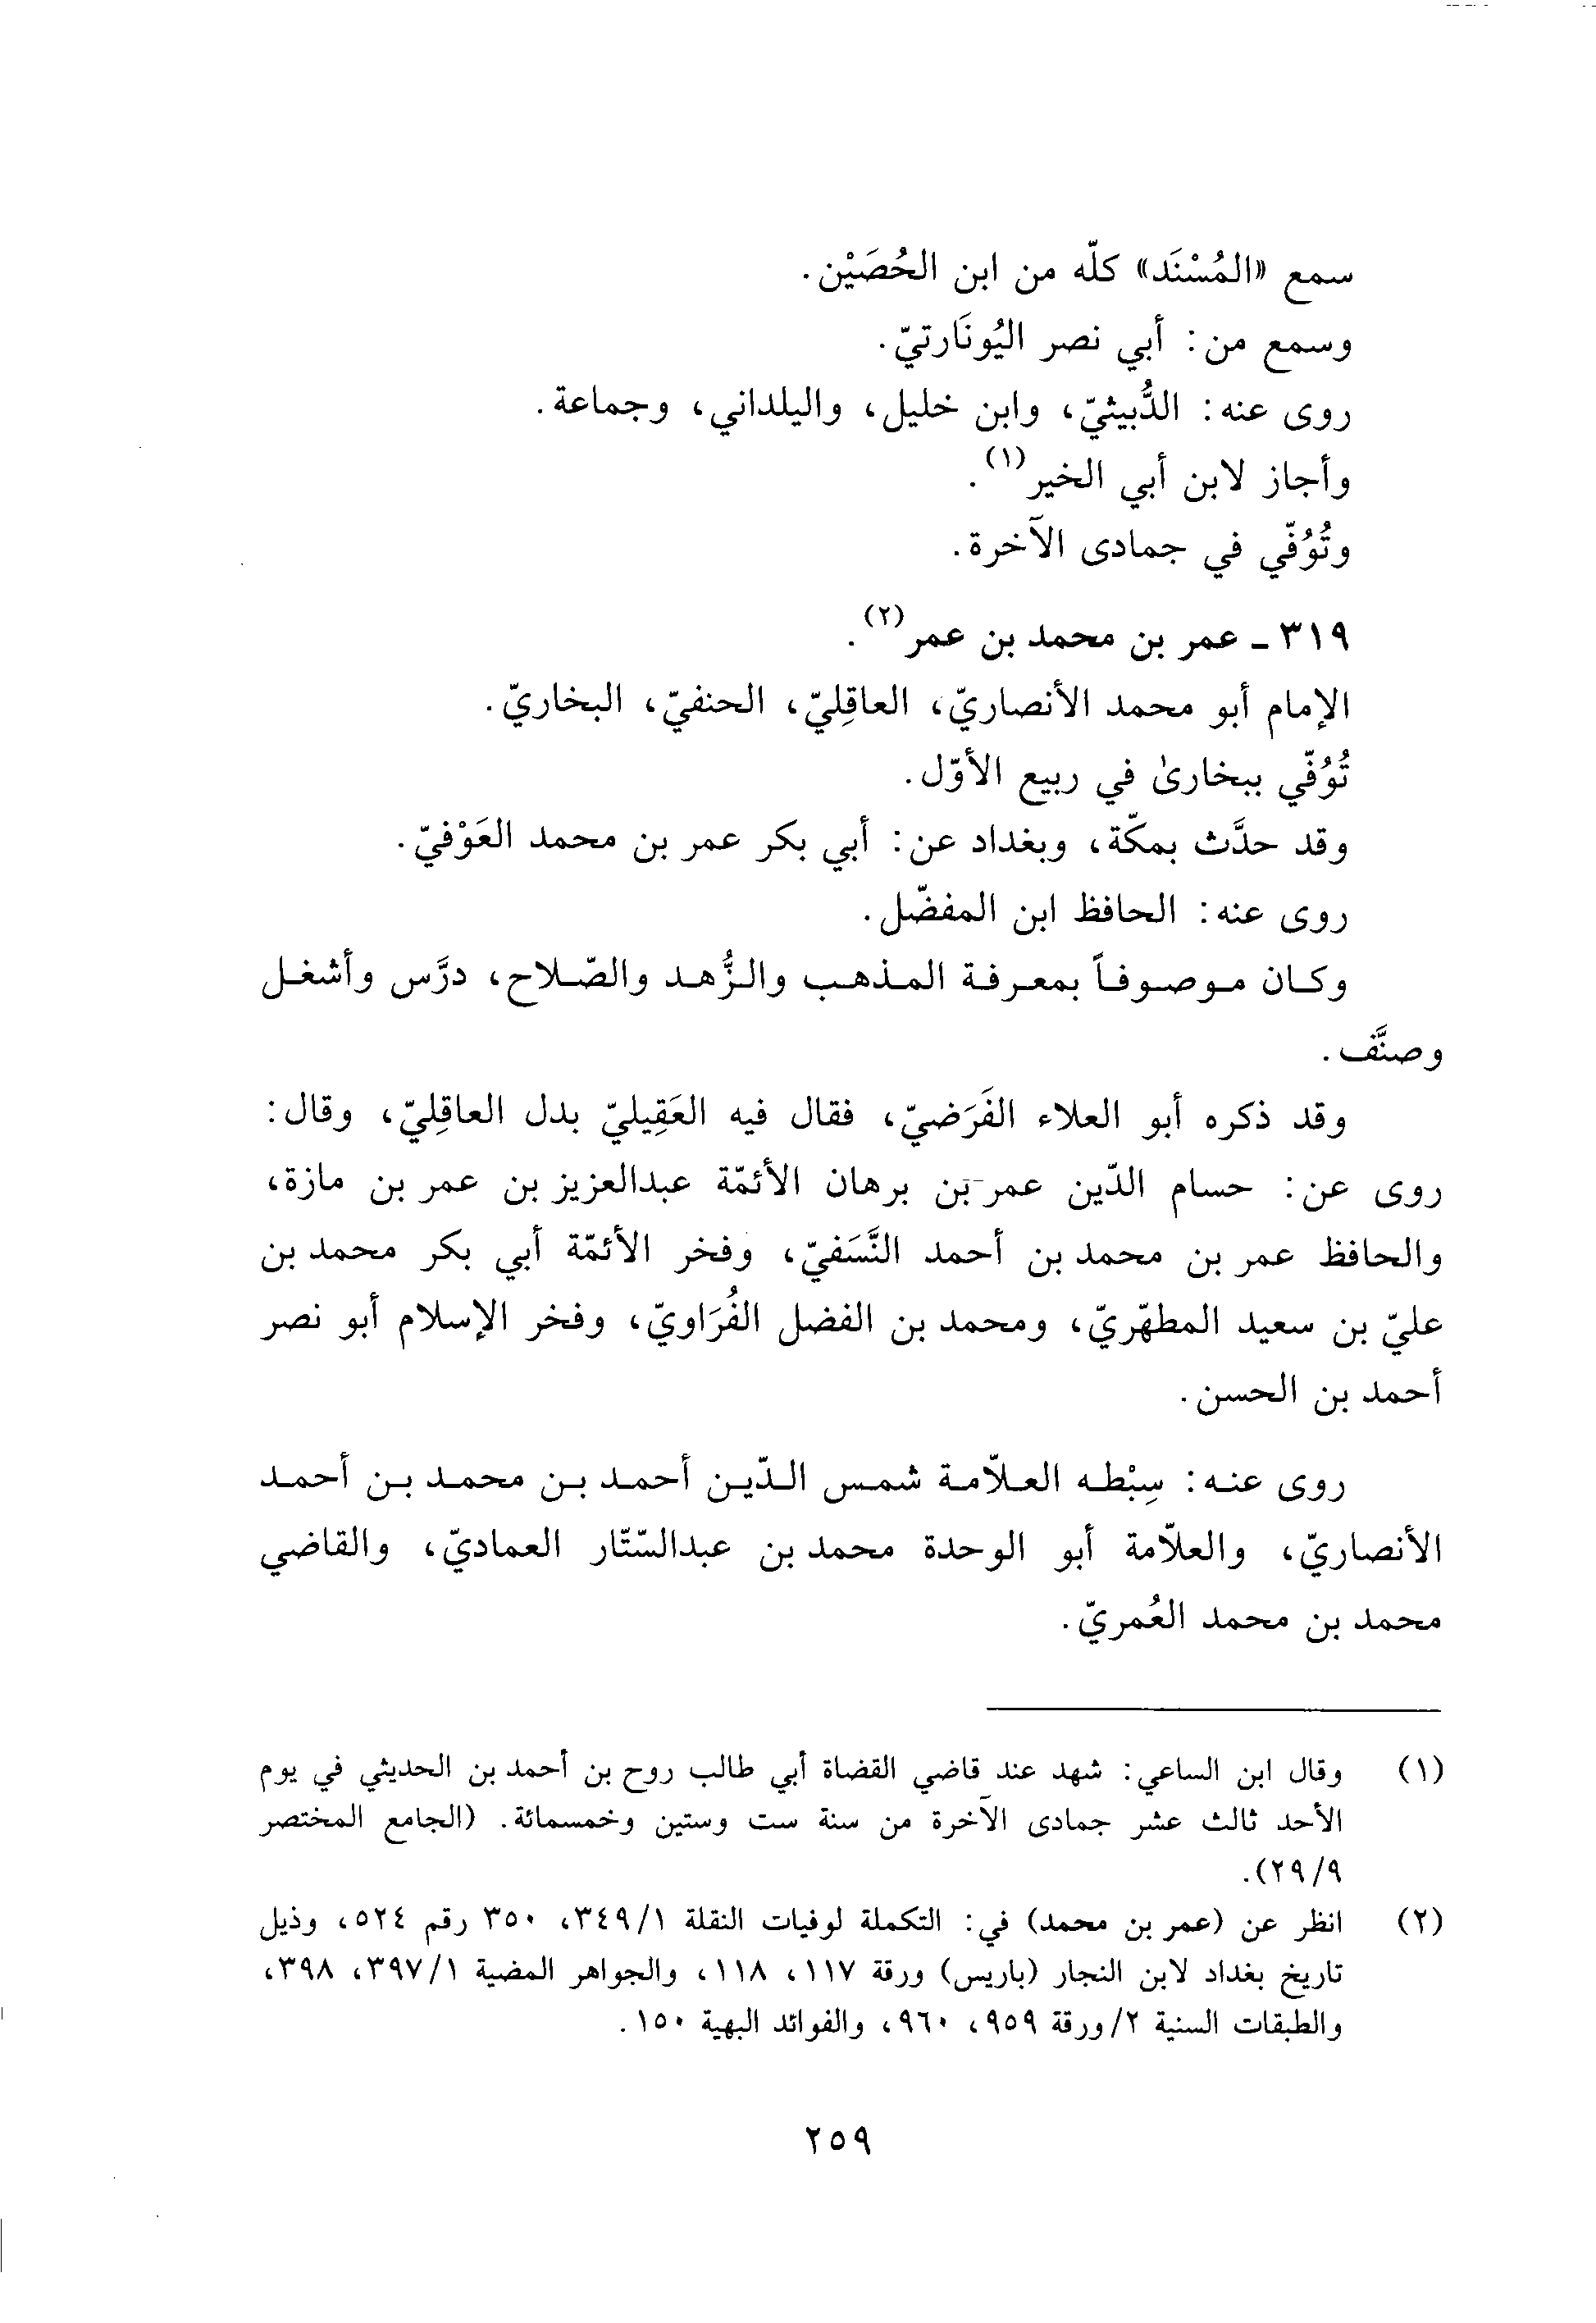 سمع «المُسْنَد» كلّه من ابن الحُصَيْن.
وسمع من: أبي نصر اليُونَارتيّ.
روى عنه: الدُّبيثيّ، وابن خليل، واليلداني، وجماعة.
وأجاز لابن أبي الخير(١).
وتُوُفّي في جمادى الآخرة.
٣١٩ ـ عمر بن محمد بن عمر(٢).
الإمام أبو محمد الأنصاريّ، العاقِليّ، الحنفيّ، البخاريّ.
تُوُفّي ببخارىٰ في ربيع الأوّل.
وقد حدَّث بمكّة، وبغداد عن: أبي بكر عمر بن محمد العَوْفيّ.
روى عنه: الحافظ ابن المفضّل.
وكان موصوفاً بمعرفة المذهب والزُّهد والصّلاح، درَّس وأشغل
وصنَّف.
وقد ذكره أبو العلاء الفَرَضيّ، فقال فيه العَقِيليّ بدل العاقِليّ، وقال:
روى عن: حسام الدّين عمر بن برهان الأئمّة عبدالعزيز بن عمر بن مازة،
والحافظ عمر بن محمد بن أحمد النَّسَفيّ، وفخر الأئمّة أبي بكر محمد بن
عليّ بن سعيد المطهّريّ، ومحمد بن الفضل الفُرَاويّ، وفخر الإسلام أبو نصر
أحمد بن الحسن.
روى عنه: سِبْطه العلاّمة شمس الدّين أحمد بن محمد بن أحمد
الأنصاريّ، والعلاّمة أبو الوحدة محمد بن عبدالسّتّار العماديّ، والقاضي
محمد بن محمد العُمريّ.
(١) وقال ابن الساعي: شهد عند قاضي القضاة أبي طالب روح بن أحمد بن الحديثي في يوم
الأحد ثالث عشر جمادى الآخرة من سنة ست وستين وخمسمائة. (الجامع المختصر
٢٩/٩).
(٢) انظر عن (عمر بن محمد) في: التكملة لوفيات النقلة ٣٤٩/١، ٣٥٠ رقم ٥٢٤، وذيل
تاريخ بغداد لابن النجار (باريس) ورقة ١١٧، ١١٨، والجواهر المضية ٣٩٧/١، ٣٩٨،
والطبقات السنية ٢/ورقة ٩٥٩، ٩٦٠، والفوائد البهية ١٥٠.
٢٥٩